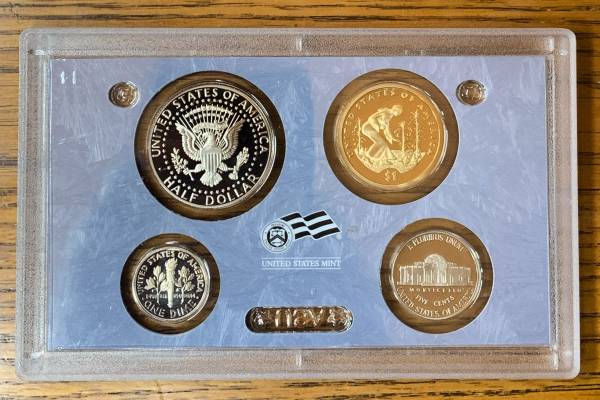 UNITED STATES OF AMERICA
HALF DOLLAR
UNITED STATES OF AMERICA
$1
UNITED STATES MINT
UNITED STATES OF AMERICA
ONE DIME
E PLURIBUS UNUM
MONTICELLO
FIVE CENTS
UNITED STATES OF AMERICA